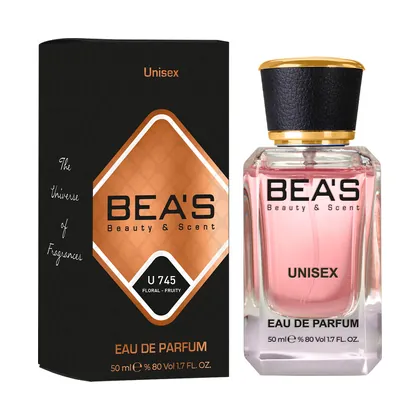 Unisex
The
Universe
of
Fragrances
BEA'S
Beauty & Scent
U 745
FLORAL - FRUITY
EAU DE PARFUM
50 ml ℮ % 80 Vol 1.7 FL. OZ.
BEA'S
Beauty & Scent
UNISEX
EAU DE PARFUM
50 ml ℮ % 80 Vol 1.7 FL. OZ.